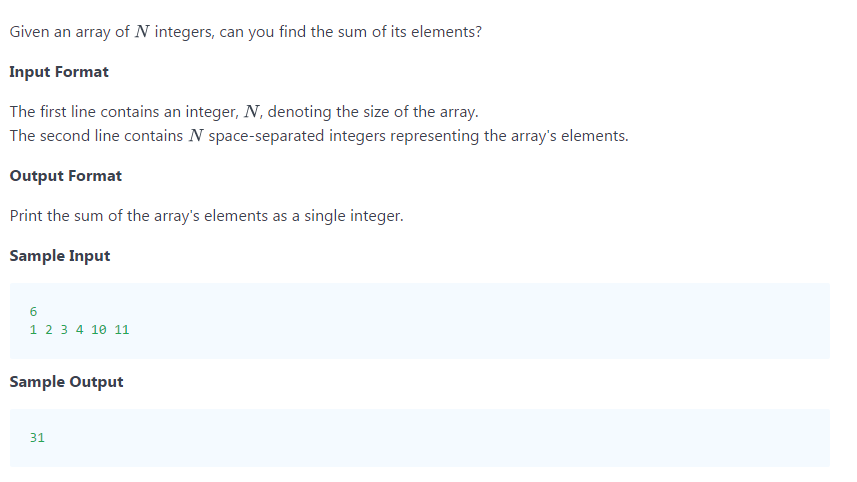 Given an array of N integers, can you find the sum of its elements?
Input Format
The first line contains an integer, N, denoting the size of the array.
The second line contains N space-separated integers representing the array's elements.
Output Format
Print the sum of the array's elements as a single integer.
Sample Input
6
1 2 3 4 10 11
Sample Output
31